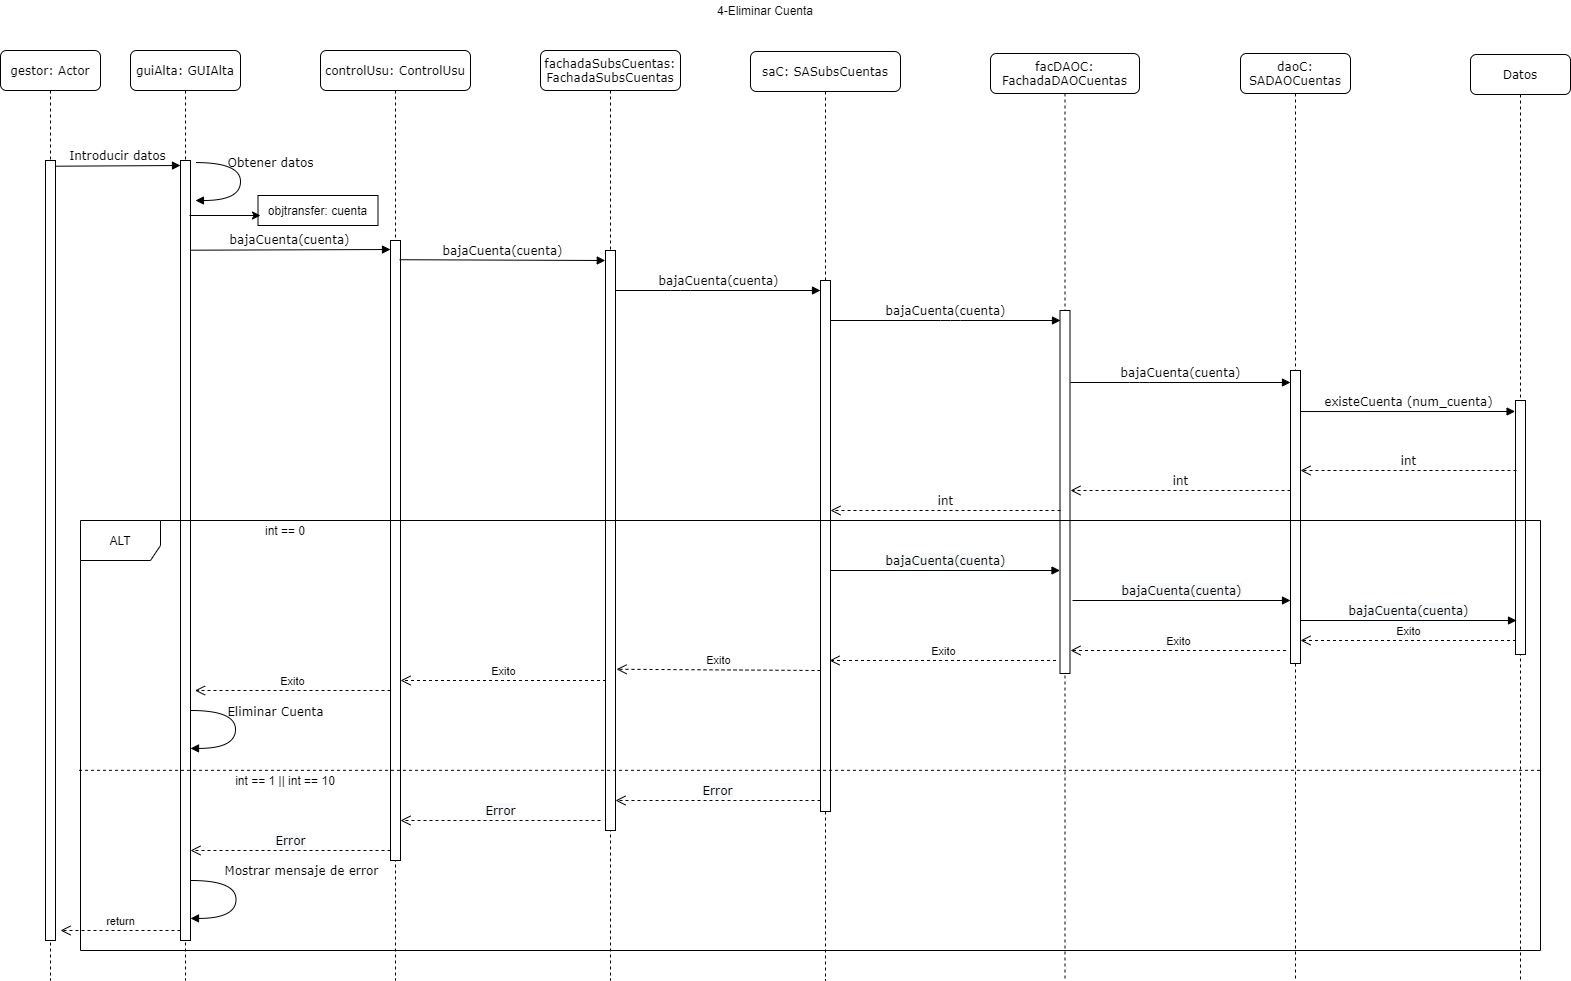 4-Eliminar Cuenta
gestor: Actor
guiAlta: GUIAlta
controlUsu: ControlUsu
fachadaSubsCuentas:
FachadaSubsCuentas
saC: SASubsCuentas
facDAOC:
FachadaDAOCuentas
daoC:
SADAOCuentas
Datos
Introducir datos
Obtener datos
objtransfer: cuenta
bajaCuenta(cuenta)
bajaCuenta(cuenta)
bajaCuenta(cuenta)
bajaCuenta(cuenta)
bajaCuenta(cuenta)
existeCuenta (num_cuenta)
int
int
int
ALT
int == 0
bajaCuenta(cuenta)
bajaCuenta(cuenta)
bajaCuenta(cuenta)
Exito
Exito
Exito
Exito
Exito
Exito
Eliminar Cuenta
int == 1 || int == 10
Error
Error
Error
Mostrar mensaje de error
return